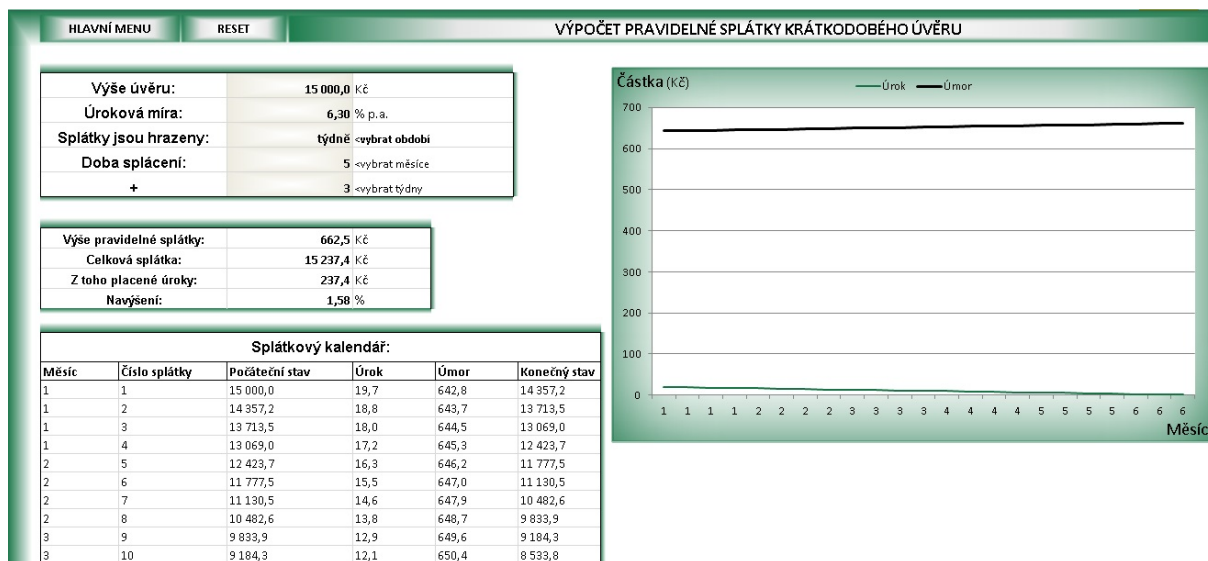 HLAVNÍ MENU RESET VÝPOČET PRAVIDELNÉ SPLÁTKY KRÁTKODOBÉHO ÚVĚRU
Výše úvěru: 15 000,0 Kč
Úroková míra: 6,30 % p.a.
Splátky jsou hrazeny: týdně <vybrat období
Doba splácení: 5 <vybrat měsíce
+ 3 <vybrat týdny
Výše pravidelné splátky: 662,5 Kč
Celková splátka: 15 237,4 Kč
Z toho placené úroky: 237,4 Kč
Navýšení: 1,58 %
Splátkový kalendář:
Měsíc Číslo splátky Počáteční stav Úrok Úmor Konečný stav
1 1 15 000,0 19,7 642,8 14 357,2
1 2 14 357,2 18,8 643,7 13 713,5
1 3 13 713,5 18,0 644,5 13 069,0
1 4 13 069,0 17,2 645,3 12 423,7
2 5 12 423,7 16,3 646,2 11 777,5
2 6 11 777,5 15,5 647,0 11 130,5
2 7 11 130,5 14,6 647,9 10 482,6
2 8 10 482,6 13,8 648,7 9 833,9
3 9 9 833,9 12,9 649,6 9 184,3
3 10 9 184,3 12,1 650,4 8 533,8
Částka (Kč)
Úrok Úmor
700
600
500
400
300
200
100
0
1 1 1 1 2 2 2 2 3 3 3 3 4 4 4 4 5 5 5 5 6 6 6
Měsíc